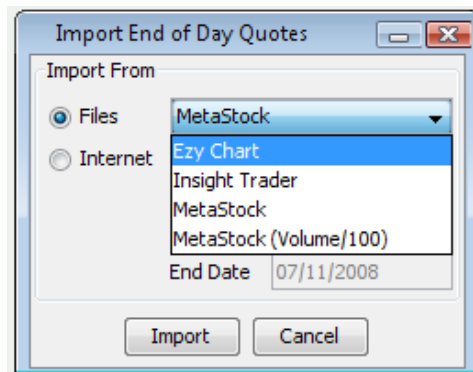 Import End of Day Quotes
Import From
Files MetaStock
Ezy Chart
Internet
Insight Trader
MetaStock
MetaStock (Volume/100)
End Date 07/11/2008
Import Cancel